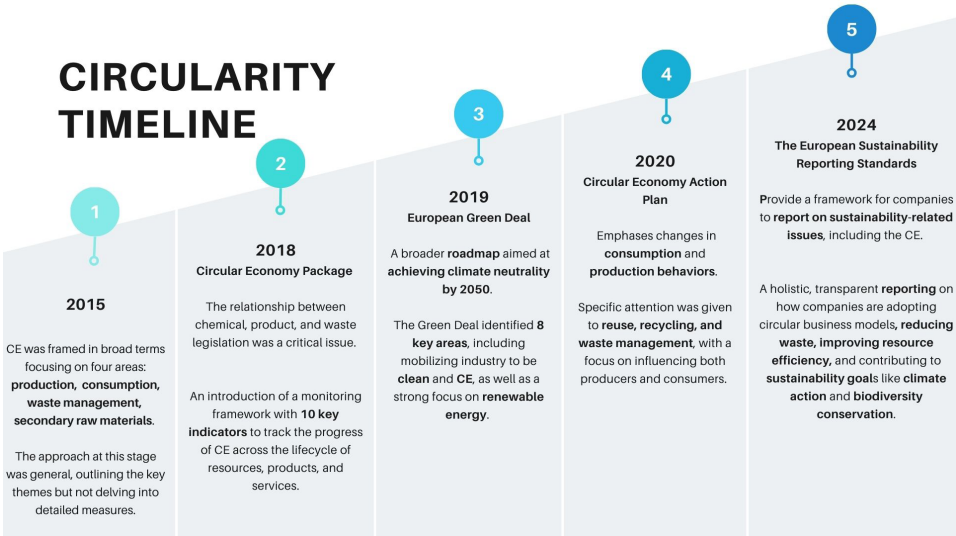 CIRCULARITY
TIMELINE
1
2015
CE was framed in broad terms
focusing on four areas:
production, consumption,
waste management,
secondary raw materials.
The approach at this stage
was general, outlining the key
themes but not delving into
detailed measures.
2
2018
Circular Economy Package
The relationship between
chemical, product, and waste
legislation was a critical issue.
An introduction of a monitoring
framework with 10 key
indicators to track the progress
of CE across the lifecycle of
resources, products, and
services.
3
2019
European Green Deal
A broader roadmap aimed at
achieving climate neutrality
by 2050.
The Green Deal identified 8
key areas, including
mobilizing industry to be
clean and CE, as well as a
strong focus on renewable
energy.
4
2020
Circular Economy Action
Plan
Emphases changes in
consumption and
production behaviors.
Specific attention was given
to reuse, recycling, and
waste management, with a
focus on influencing both
producers and consumers.
5
2024
The European Sustainability
Reporting Standards
Provide a framework for companies
to report on sustainability-related
issues, including the CE.
A holistic, transparent reporting on
how companies are adopting
circular business models, reducing
waste, improving resource
efficiency, and contributing to
sustainability goals like climate
action and biodiversity
conservation.